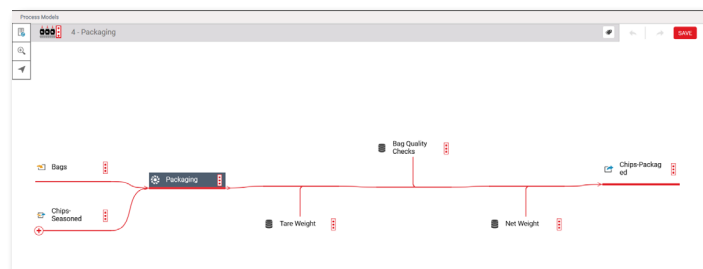 Process Models
4 - Packaging
SAVE
Bag Quality
Checks
Bags
Packaging
Chips-Packag
ed
Chips-
Seasoned
Tare Weight
Net Weight